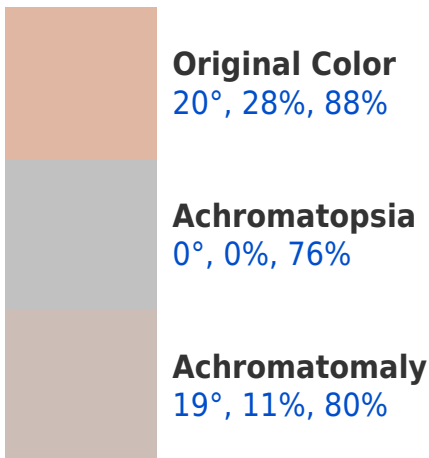 Original Color
20°, 28%, 88%
Achromatopsia
0°, 0%, 76%
Achromatomaly
19°, 11%, 80%